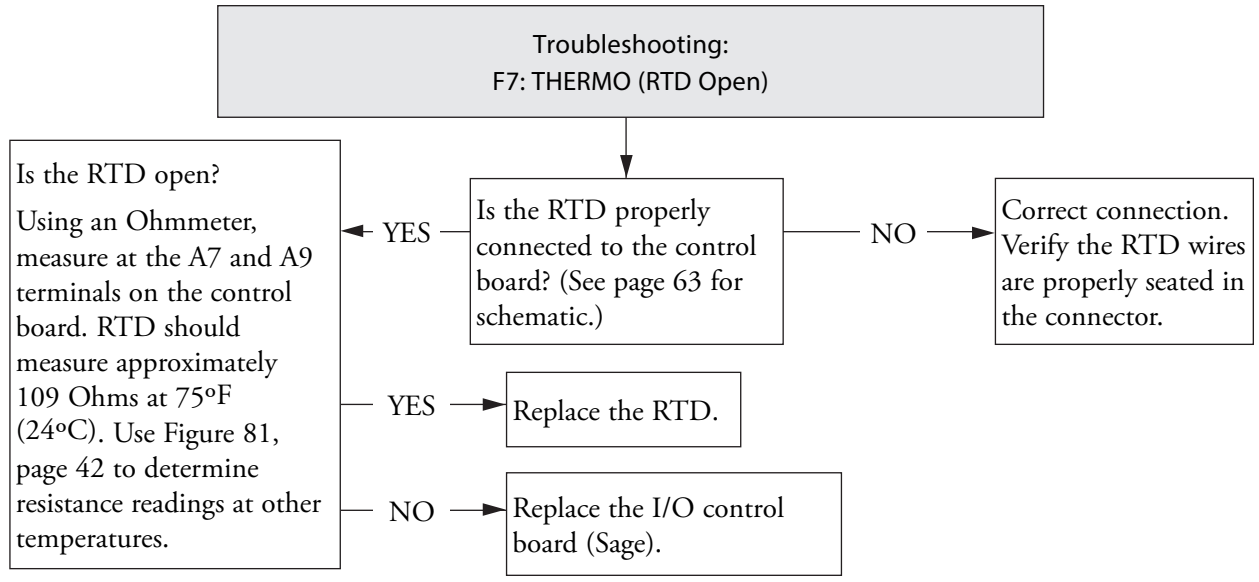 Troubleshooting:
F7: THERMO (RTD Open)
Is the RTD properly
connected to the control
board? (See page 63 for
schematic.)
NO
Correct connection.
Verify the RTD wires
are properly seated in
the connector.
YES
Is the RTD open?
Using an Ohmmeter,
measure at the A7 and A9
terminals on the control
board. RTD should
measure approximately
109 Ohms at 75ºF
(24ºC). Use Figure 81,
page 42 to determine
resistance readings at other
temperatures.
YES
Replace the RTD.
NO
Replace the I/O control
board (Sage).